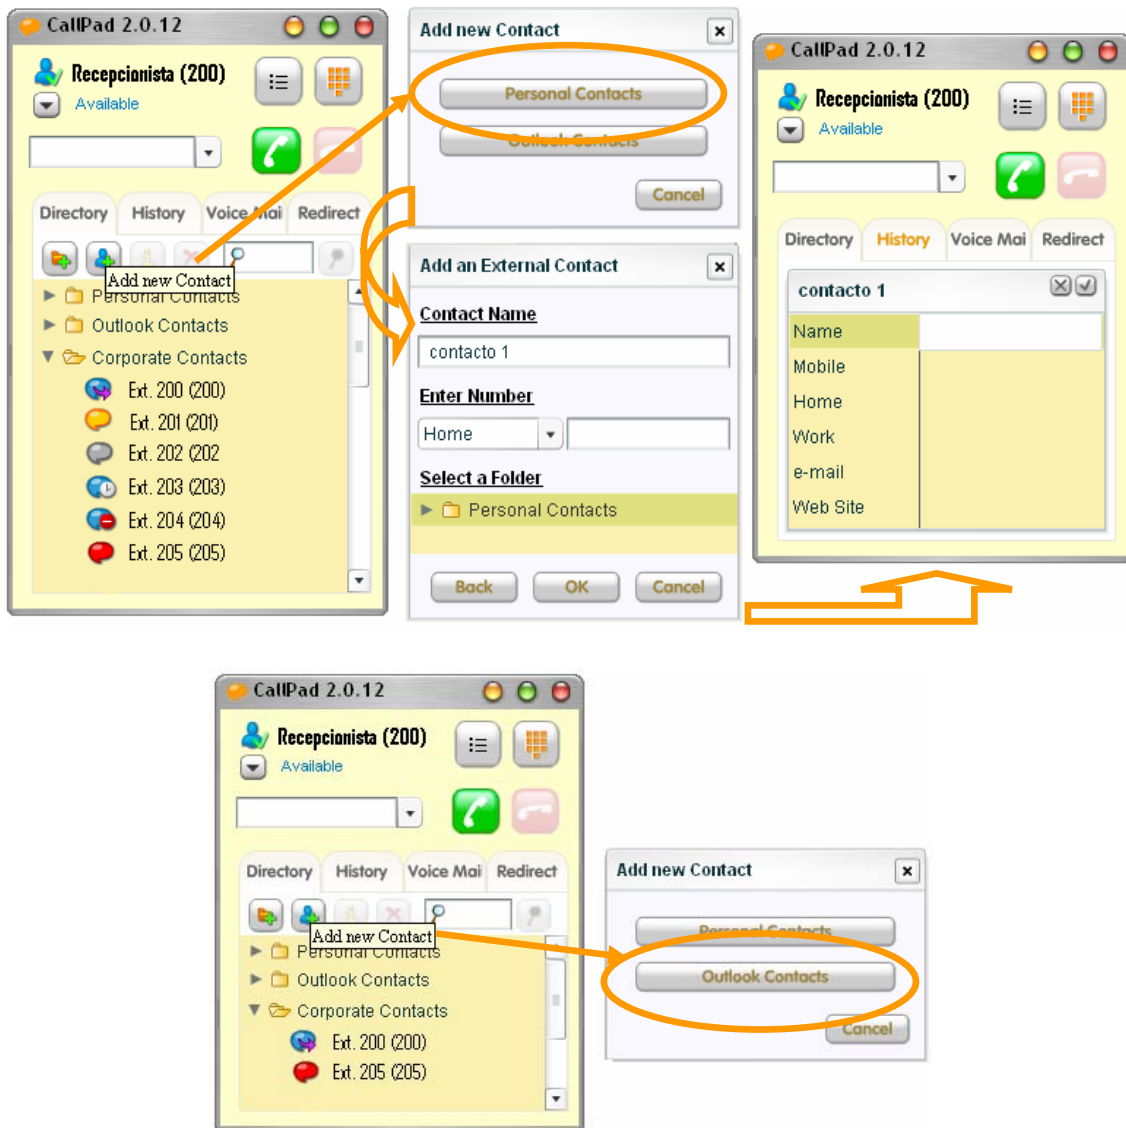 CallPad 2.0.12
Recepcionista (200)
Available
Directory History Voice Mai Redirect
Add new Contact
Personal Contacts
Outlook Contacts
Corporate Contacts
Ext. 200 (200)
Ext. 201 (201)
Ext. 202 (202
Ext. 203 (203)
Ext. 204 (204)
Ext. 205 (205)
Add new Contact
Personal Contacts
Outlook Contacts
Cancel
Add an External Contact
Contact Name
contacto 1
Enter Number
Home
Select a Folder
Personal Contacts
Back OK Cancel
CallPad 2.0.12
Recepcionista (200)
Available
Directory History Voice Mai Redirect
contacto 1
Name
Mobile
Home
Work
e-mail
Web Site
CallPad 2.0.12
Recepcionista (200)
Available
Directory History Voice Mai Redirect
Add new Contact
Personal Contacts
Outlook Contacts
Corporate Contacts
Ext. 200 (200)
Ext. 205 (205)
Add new Contact
Personal Contacts
Outlook Contacts
Cancel